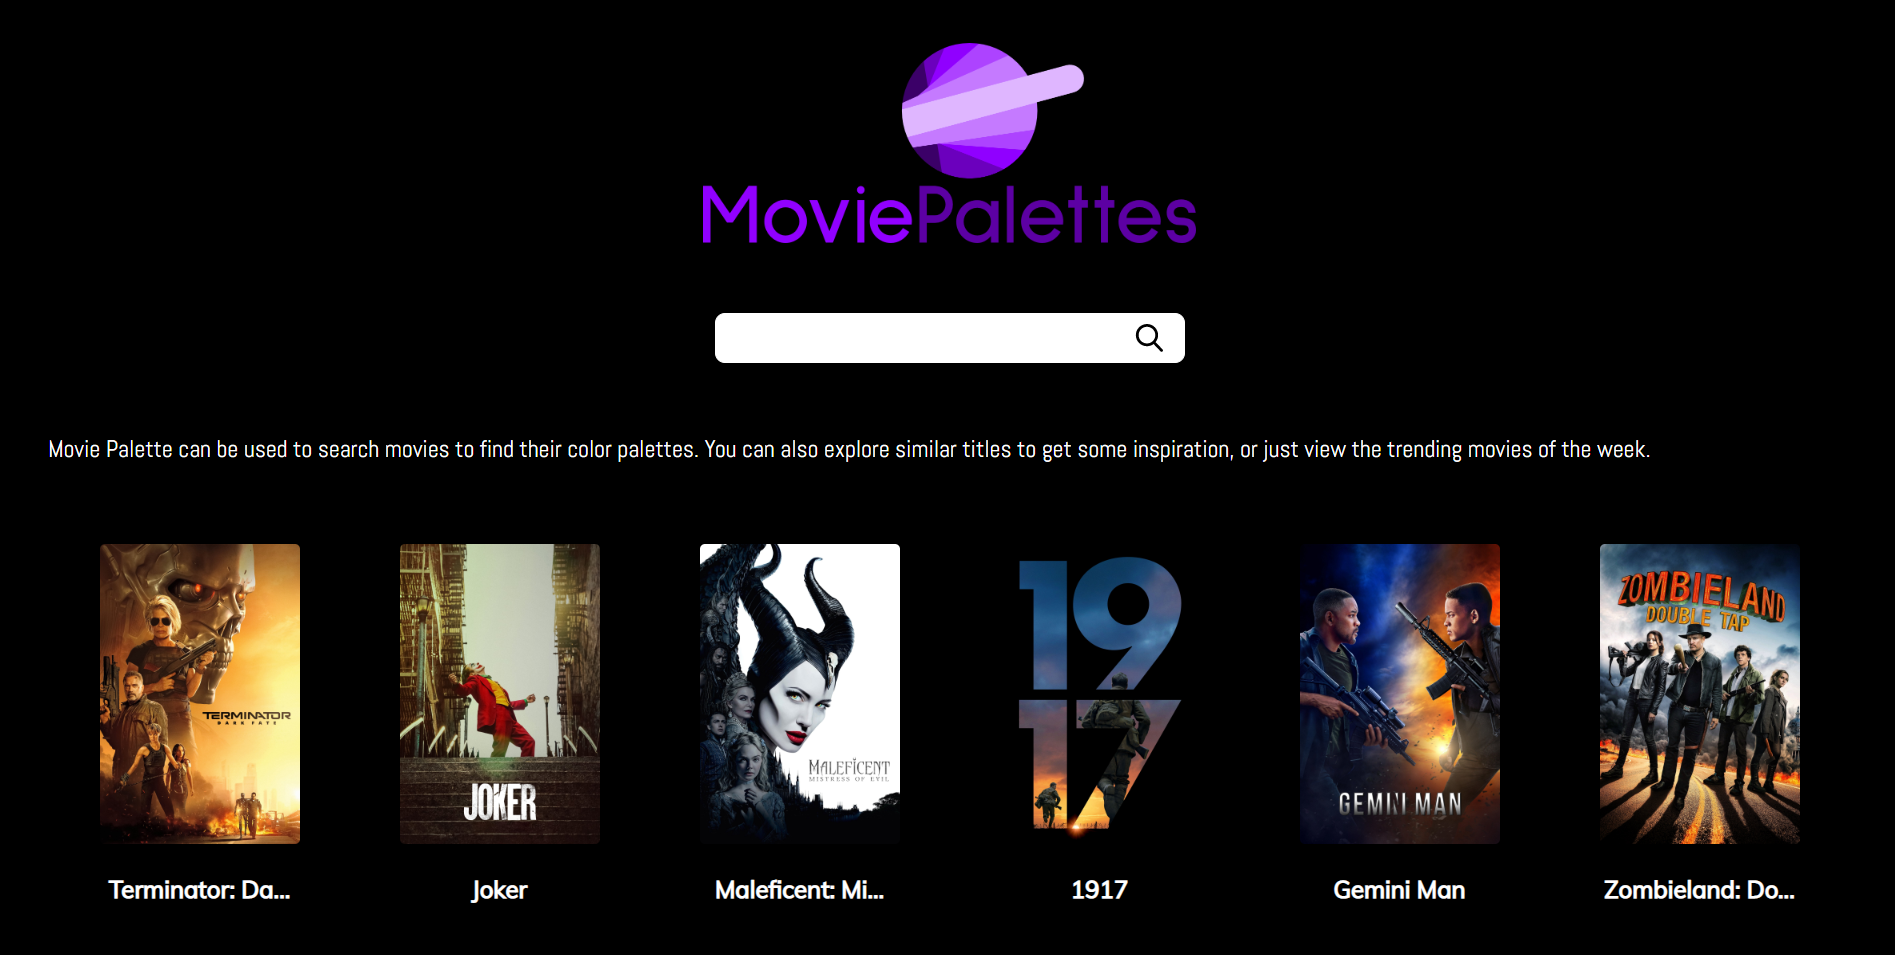 MoviePalettes
Movie Palette can be used to search movies to find their color palettes. You can also explore similar titles to get some inspiration, or just view the trending movies of the week.
TERMINATOR
DARK FATE
JOKER
MALEFICENT
MISTRESS OF EVIL
19
17
GEMINI MAN
ZOMBIELAND
DOUBLE TAP
Terminator: Da...
Joker
Maleficent: Mi...
1917
Gemini Man
Zombieland: Do...